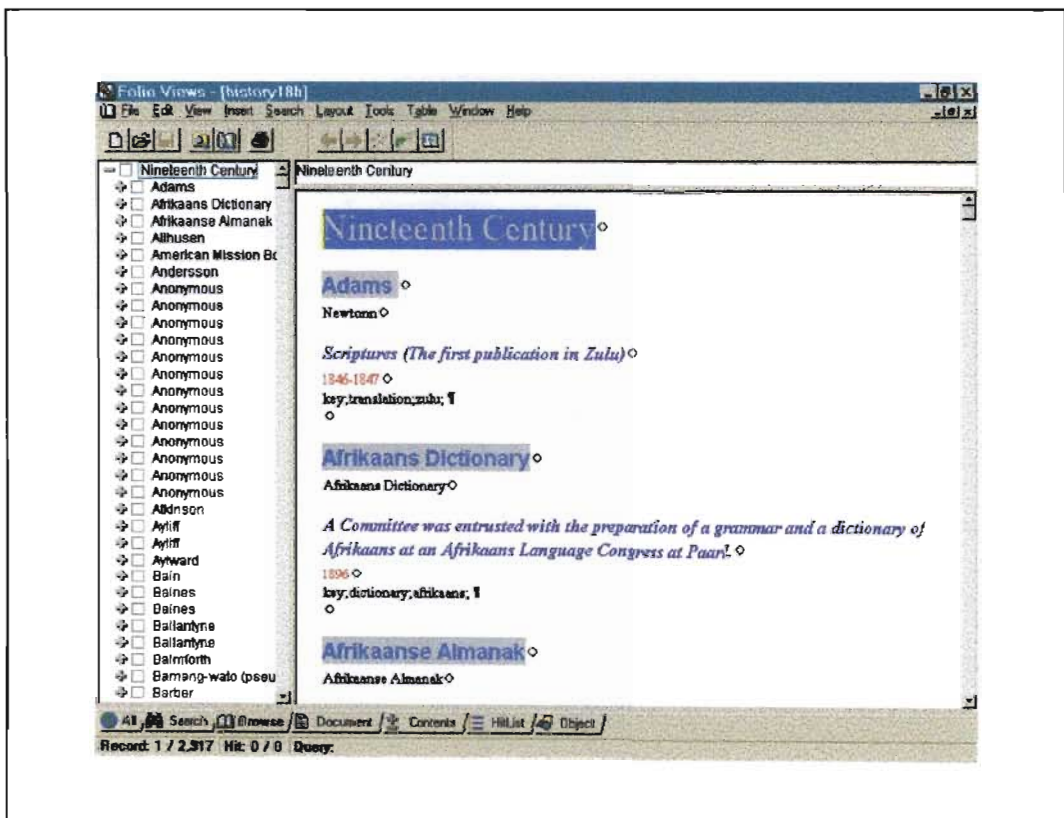 Folio Views - [history18h]
File Edit View Insert Search Layout Tools Table Window Help
Nineteenth Century
Adams
Afrikaans Dictionary
Afrikaanse Almanak
Allhusen
American Mission Bo
Andersson
Anonymous
Anonymous
Anonymous
Anonymous
Anonymous
Anonymous
Anonymous
Anonymous
Anonymous
Anonymous
Anonymous
Anonymous
Anonymous
Atkinson
Ayliff
Ayliff
Aylward
Bain
Baines
Baines
Ballantyne
Ballantyne
Balmforth
Bamang-wato (pseu
Barber
Nineteenth Century
Nineteenth Century
Adams
Newtonn
Scriptures (The first publication in Zulu)
1846-1847
key;translation;zulu; ¶
Afrikaans Dictionary
Afrikaans Dictionary
A Committee was entrusted with the preparation of a grammar and a dictionary of
Afrikaans at an Afrikaans Language Congress at Paarl.
1896
key;dictionary;afrikaans; ¶
Afrikaanse Almanak
Afrikaanse Almanak
All Search Browse Document Contents HitList Object
Record: 1 / 2,917 Hit: 0 / 0 Query: